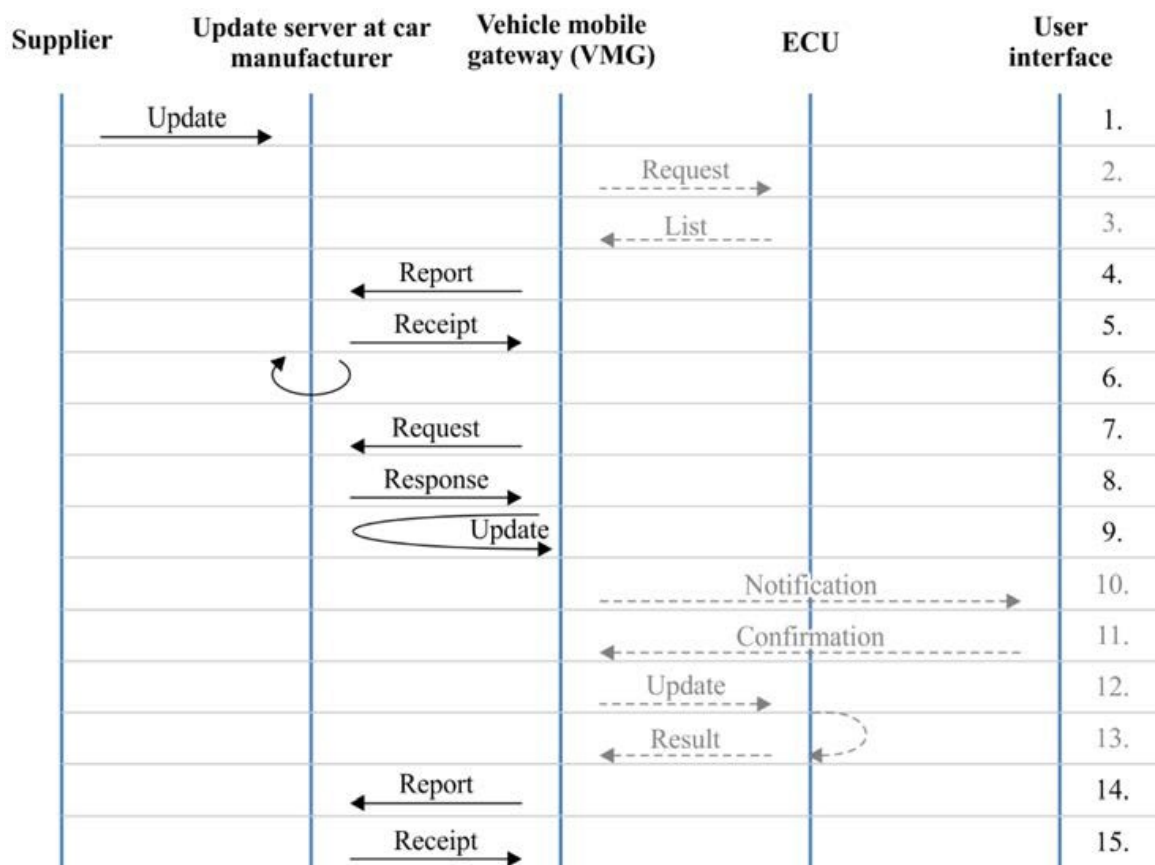 Supplier
Update server at car
manufacturer
Vehicle mobile
gateway (VMG)
ECU
User
interface
Update
1.
Request
2.
List
3.
Report
4.
Receipt
5.
6.
Request
7.
Response
8.
Update
9.
Notification
10.
Confirmation
11.
Update
12.
Result
13.
Report
14.
Receipt
15.